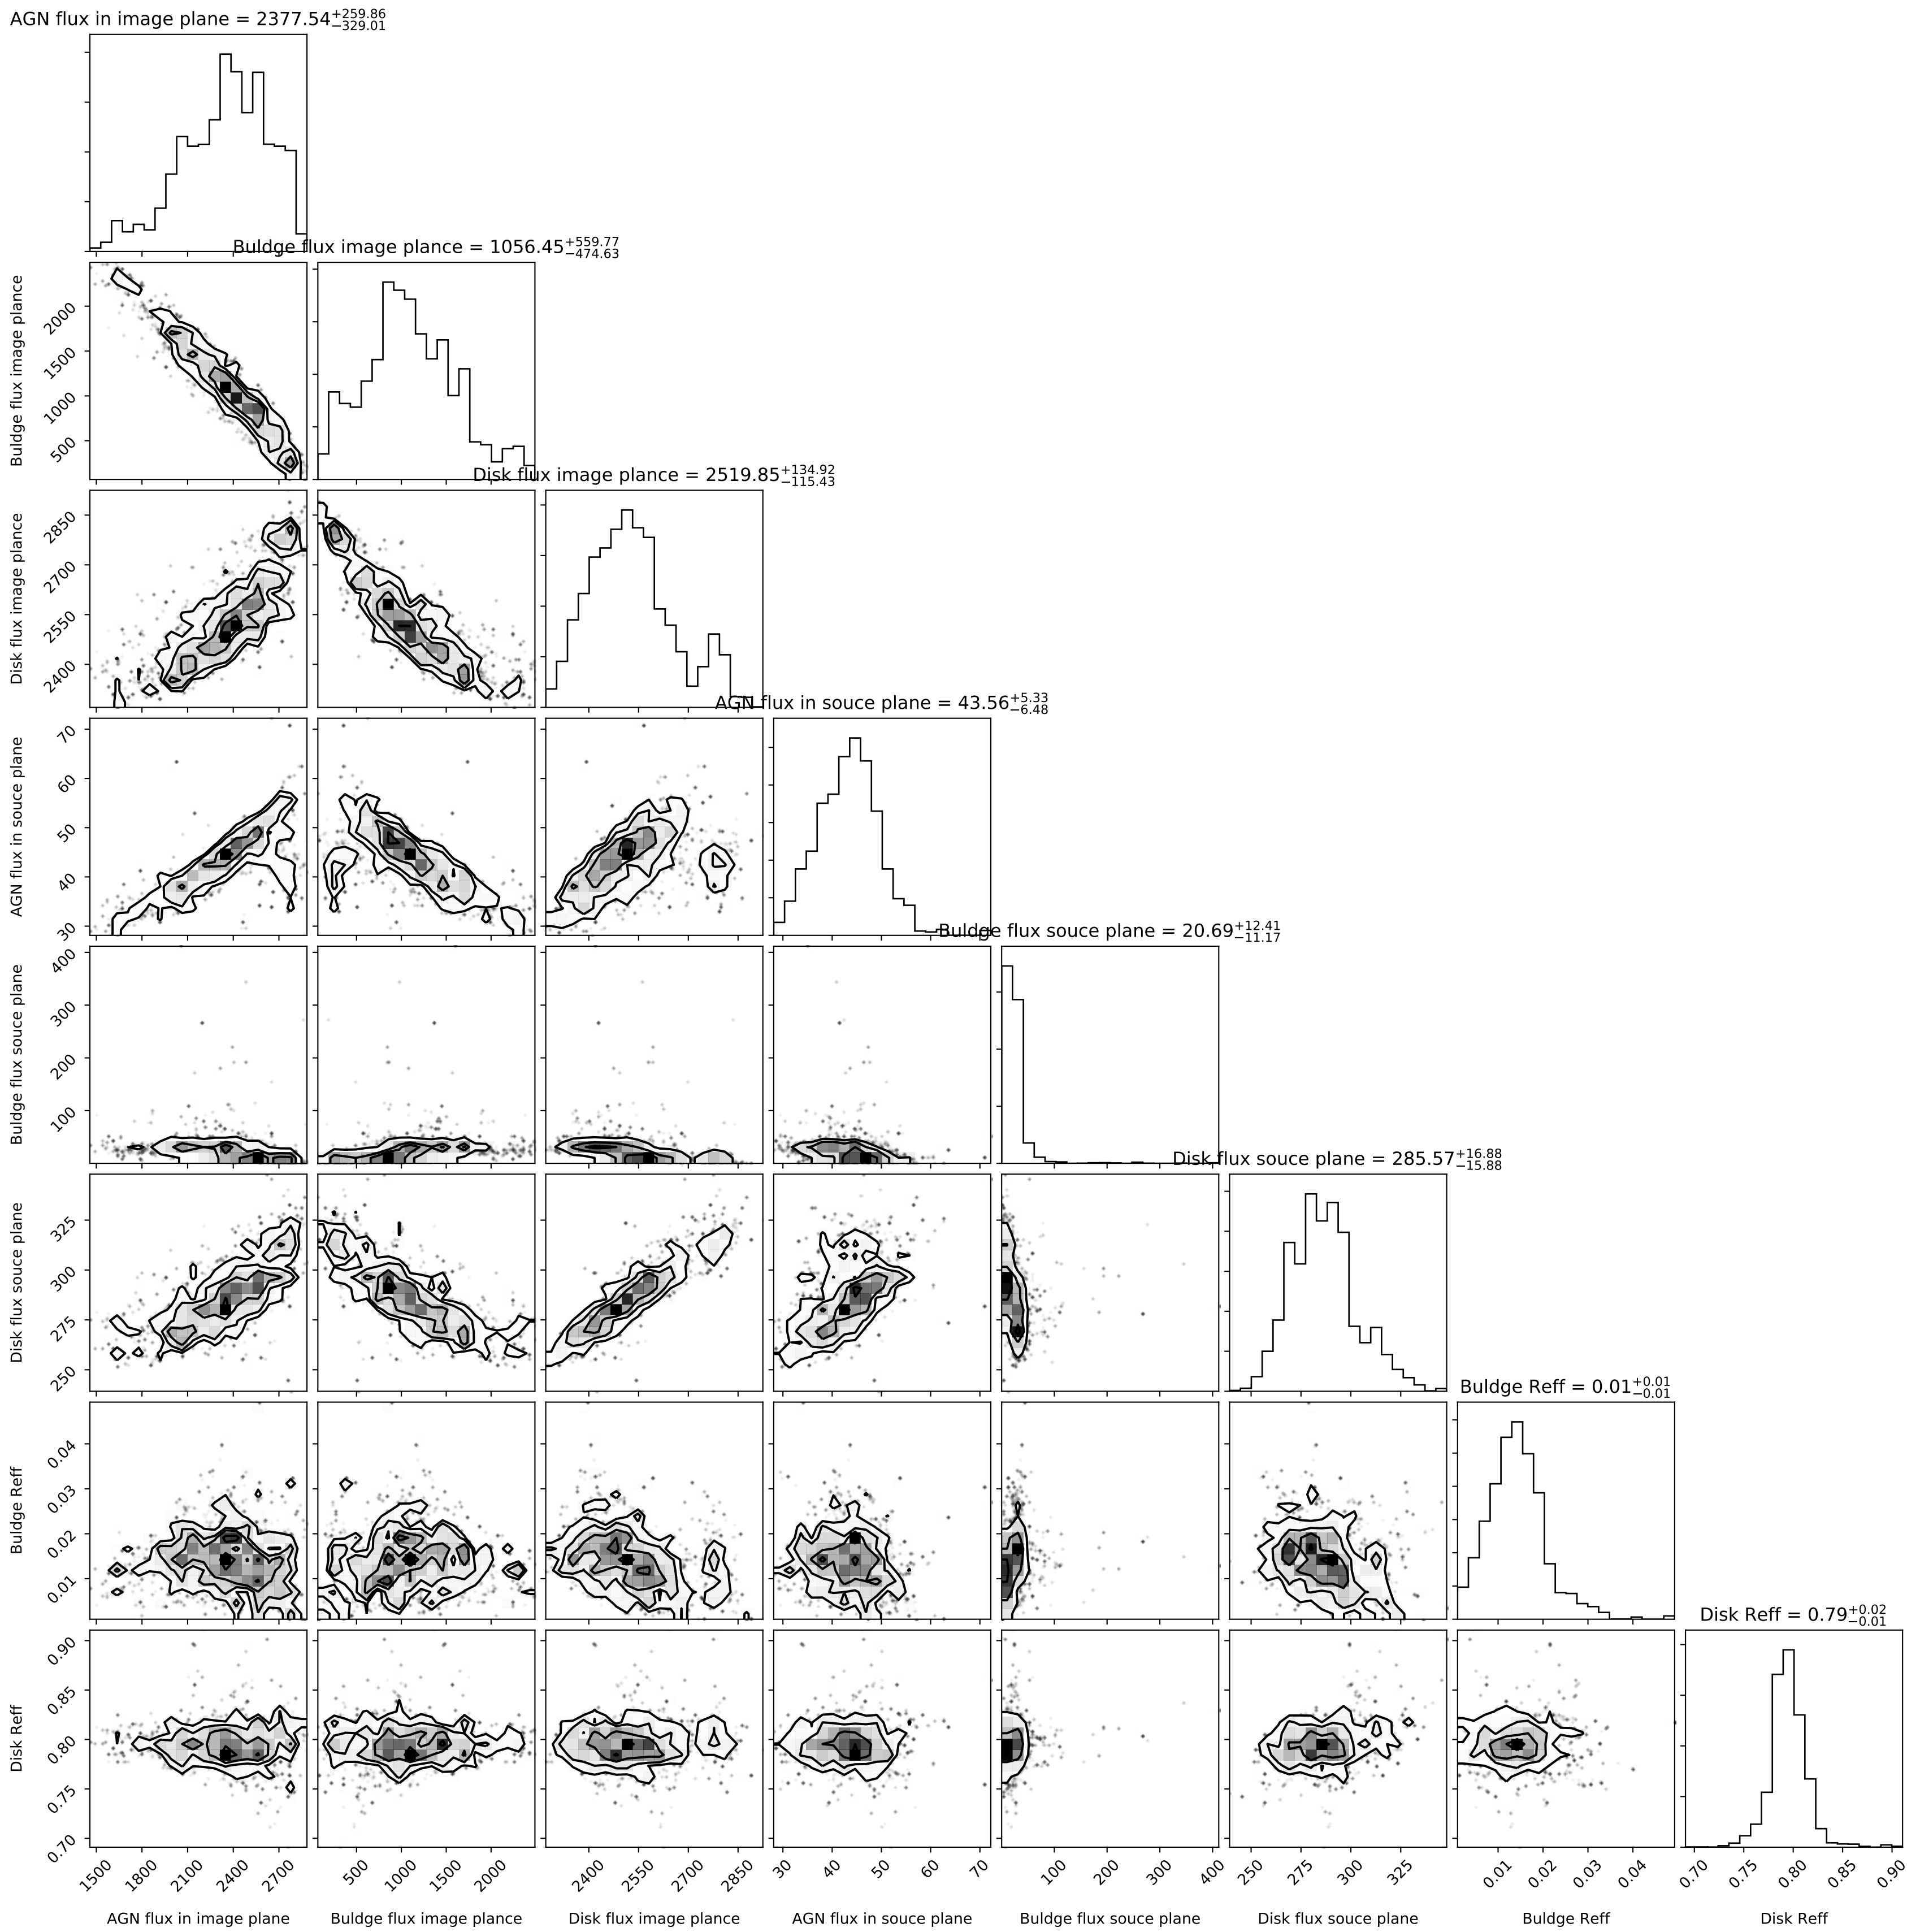 AGN flux in image plane = 2377.54+259.86−329.01
Buldge flux image plance = 1056.45+559.77−474.63
Buldge flux image plance
2000
1500
1000
500
Disk flux image plance = 2519.85+134.92−115.43
Disk flux image plance
2850
2700
2550
2400
AGN flux in souce plane = 43.56+5.33−6.48
AGN flux in souce plane
70
60
50
40
30
Buldge flux souce plane = 20.69+12.41−11.17
Buldge flux souce plane
400
300
200
100
Disk flux souce plane = 285.57+16.88−15.88
Disk flux souce plane
325
300
275
250
Buldge Reff = 0.01+0.01−0.01
Buldge Reff
0.04
0.03
0.02
0.01
Disk Reff = 0.79+0.02−0.01
Disk Reff
0.90
0.85
0.80
0.75
0.70
1500 1800 2100 2400 2700 500 1000 1500 2000 2400 2550 2700 2850 30 40 50 60 70 100 200 300 400 250 275 300 325 0.01 0.02 0.03 0.04 0.70 0.75 0.80 0.85 0.90
AGN flux in image plane Buldge flux image plance Disk flux image plance AGN flux in souce plane Buldge flux souce plane Disk flux souce plane Buldge Reff Disk Reff